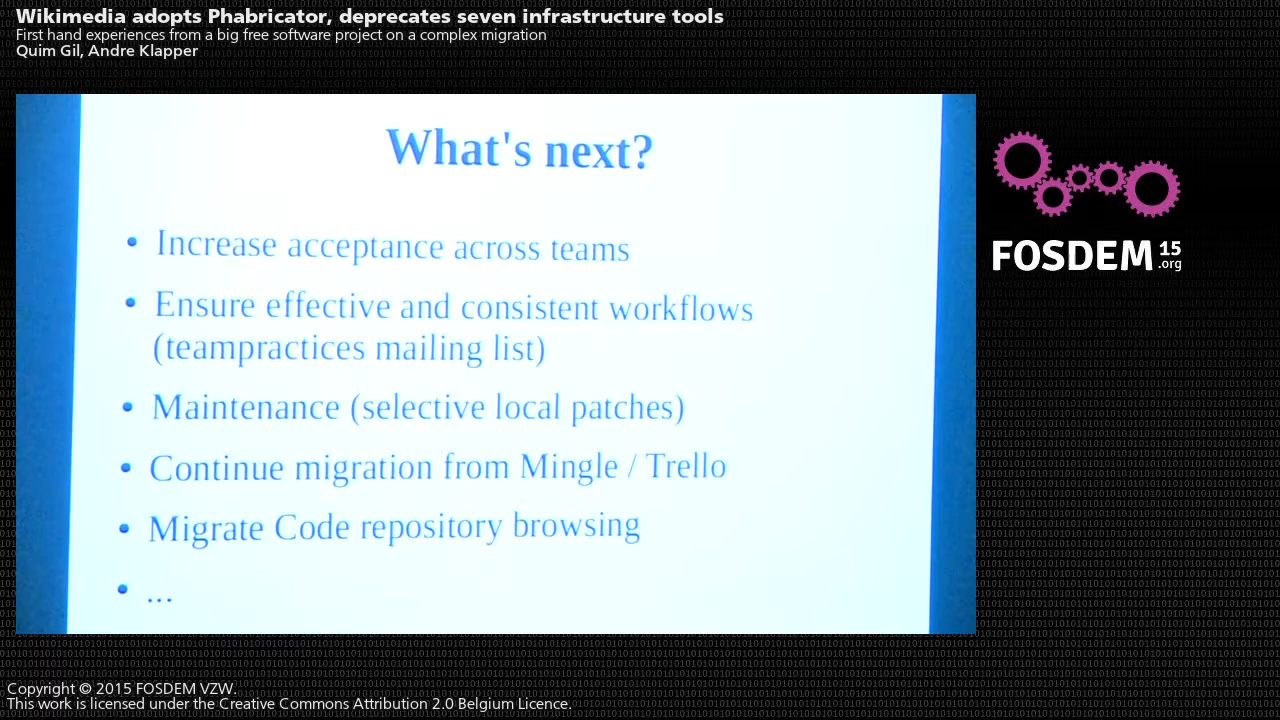 Wikimedia adopts Phabricator, deprecates seven infrastructure tools
First hand experiences from a big free software project on a complex migration
Quim Gil, Andre Klapper
What's next?
• Increase acceptance across teams
• Ensure effective and consistent workflows
(teampractices mailing list)
• Maintenance (selective local patches)
• Continue migration from Mingle / Trello
• Migrate Code repository browsing
• ...
FOSDEM 15
.org
Copyright © 2015 FOSDEM VZW.
This work is licensed under the Creative Commons Attribution 2.0 Belgium Licence.